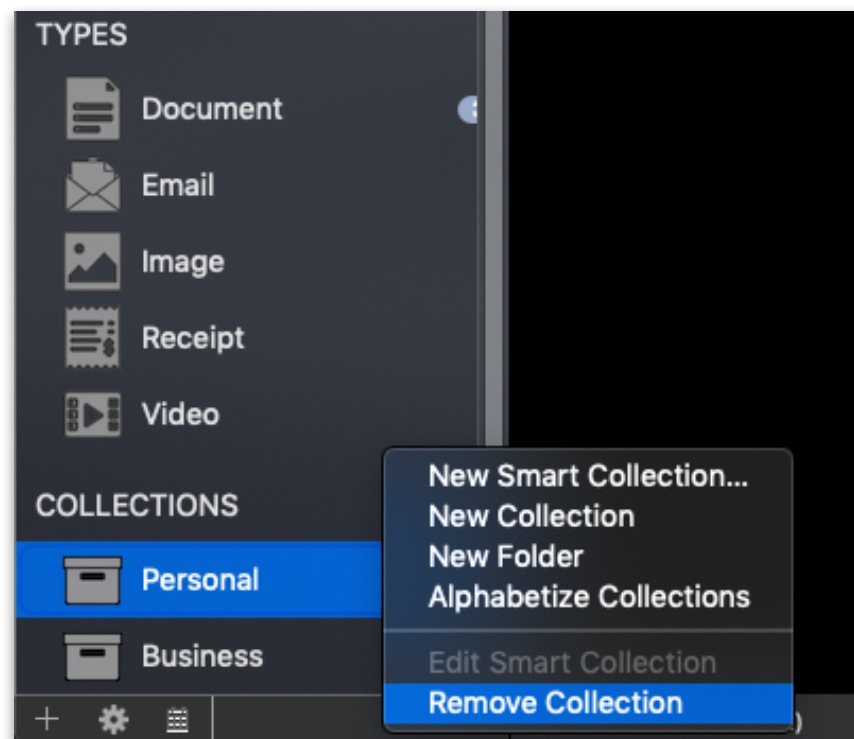 TYPES
Document
Email
Image
Receipt
Video
COLLECTIONS
Personal
Business
New Smart Collection...
New Collection
New Folder
Alphabetize Collections
Edit Smart Collection
Remove Collection